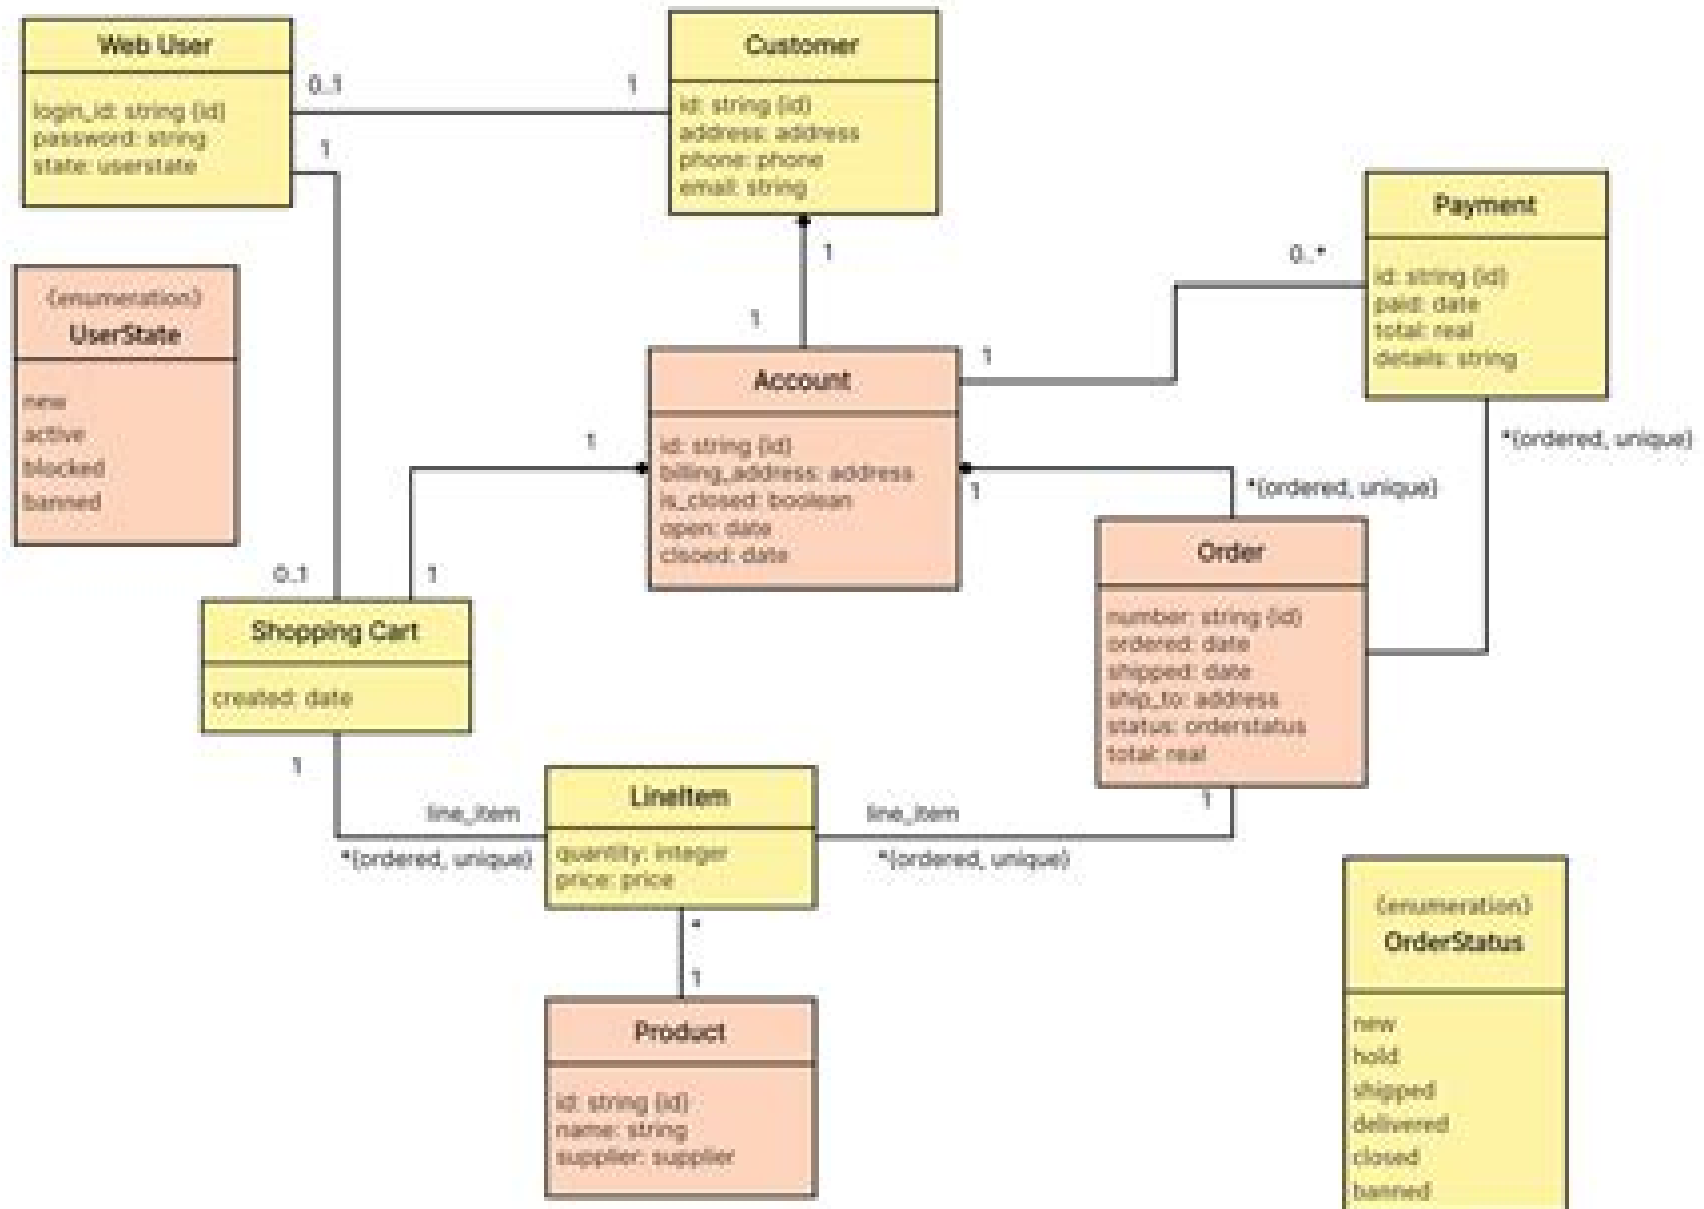 Web User
login_id: string {id}
password: string
state: userstate
0..1
1
1
Customer
id: string {id}
address: address
phone: phone
email: string
1
1
Payment
id: string {id}
paid: date
total: real
details: string
0..*
1
*{ordered, unique}
{enumeration}
UserState
new
active
blocked
banned
Account
id: string {id}
billing_address: address
is_closed: boolean
open: date
clsoed: date
1
1
*{ordered, unique}
Order
number: string {id}
ordered: date
shipped: date
ship_to: address
status: orderstatus
total: real
0..1
1
Shopping Cart
created: date
1
line_item
*{ordered, unique}
LineItem
quantity: integer
price: price
line_item
*{ordered, unique}
1
*
1
Product
id: string {id}
name: string
supplier: supplier
{enumeration}
OrderStatus
new
hold
shipped
delivered
closed
banned